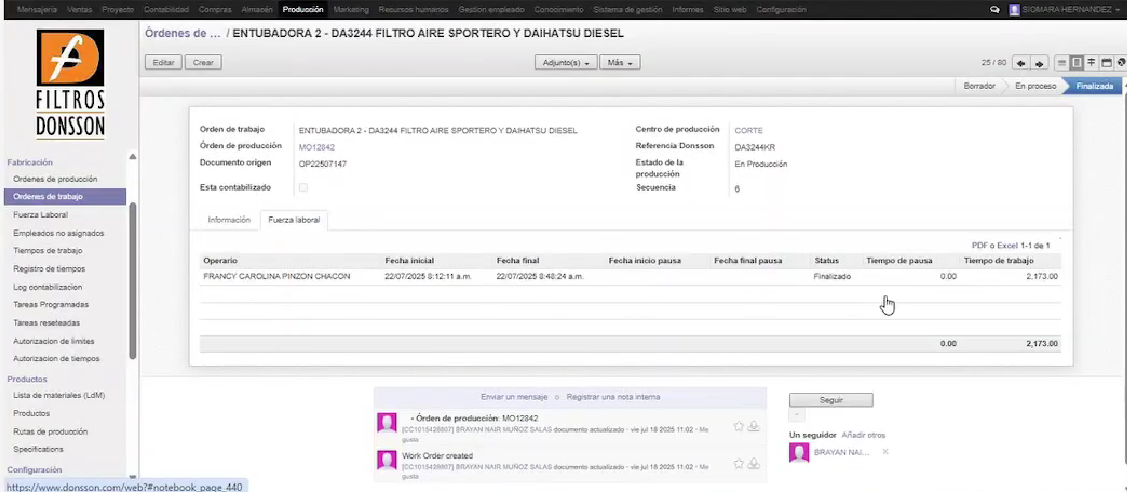 Mensajería Ventas Proyecto Contabilidad Compras Almacén Producción Marketing Recursos humanos Gestion empleado Conocimiento Sistema de gestión Informes Sitio web Configuración SIOMARA HERNANDEZ
Órdenes de ... / ENTUBADORA 2 - DA3244 FILTRO AIRE SPORTERO Y DAIHATSU DIESEL
Editar Crear Adjunto(s) Más 25 / 80
Borrador En proceso Finalizada
FILTROS
DONSSON
Fabricación
Órdenes de producción
Órdenes de trabajo
Fuerza Laboral
Empleados no asignados
Tiempos de trabajo
Registro de tiempos
Log contabilizacion
Tareas Programadas
Tareas reseteadas
Autorizacion de limites
Autorizacion de tiempos
Productos
Lista de materiales (LdM)
Productos
Rutas de producción
Specifications
Configuración
Orden de trabajo ENTUBADORA 2 - DA3244 FILTRO AIRE SPORTERO Y DAIHATSU DIESEL
Órden de producción MO12842
Documento origen OP22507147
Esta contabilizado
Centro de producción CORTE
Referencia Donsson DA3244KR
Estado de la producción En Producción
Secuencia 6
Información Fuerza laboral
PDF o Excel 1-1 de 1
Operario Fecha inicial Fecha final Fecha inicio pausa Fecha final pausa Status Tiempo de pausa Tiempo de trabajo
FRANCY CAROLINA PINZON CHACON 22/07/2025 8:12:11 a.m. 22/07/2025 8:48:24 a.m. Finalizado 0.00 2,173.00
0.00 2,173.00
Enviar un mensaje o Registrar una nota interna
• Órden de producción: MO12842
[CC1015426807] BRAYAN NAIR MUÑOZ SALAS documento actualizado - vie jul 18 2025 11:02 - Me gusta
Work Order created
[CC1015426807] BRAYAN NAIR MUÑOZ SALAS documento actualizado - vie jul 18 2025 11:02 - Me gusta
Seguir
Un seguidor Añadir otros
BRAYAN NAI...
https://www.donsson.com/web?#notebook_page_440